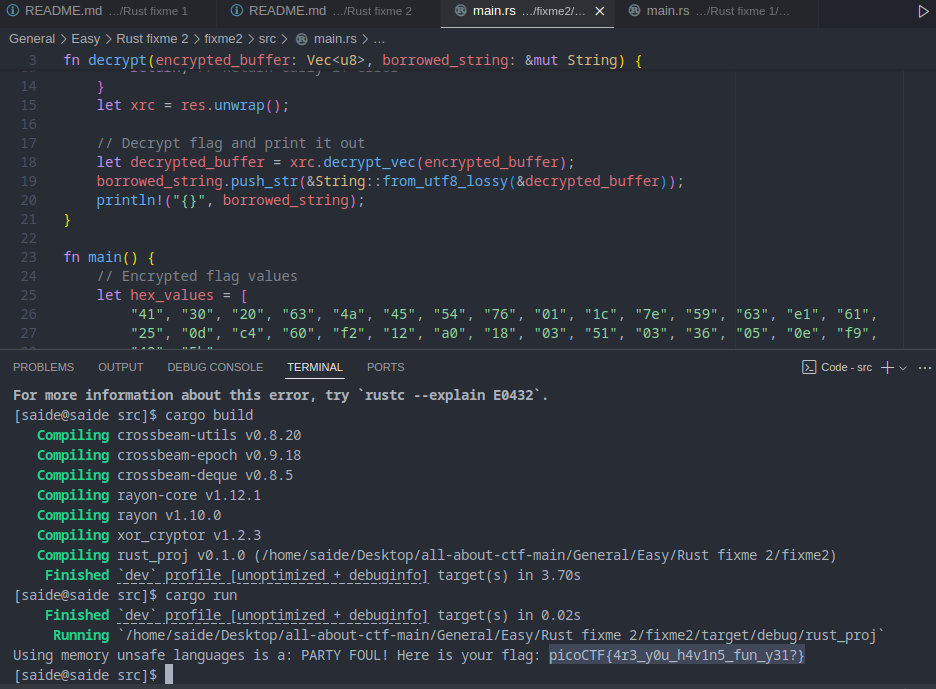 README.md .../Rust fixme 1 README.md .../Rust fixme 2 main.rs .../fixme2/... main.rs .../Rust fixme 1/...
General > Easy > Rust fixme 2 > fixme2 > src > main.rs > ...
3 fn decrypt(encrypted_buffer: Vec<u8>, borrowed_string: &mut String) {
14 }
15 let xrc = res.unwrap();
16
17 // Decrypt flag and print it out
18 let decrypted_buffer = xrc.decrypt_vec(encrypted_buffer);
19 borrowed_string.push_str(&String::from_utf8_lossy(&decrypted_buffer));
20 println!("{}", borrowed_string);
21 }
22
23 fn main() {
24 // Encrypted flag values
25 let hex_values = [
26 "41", "30", "20", "63", "4a", "45", "54", "76", "01", "1c", "7e", "59", "63", "e1", "61",
27 "25", "0d", "c4", "60", "f2", "12", "a0", "18", "03", "51", "03", "36", "05", "0e", "f9",
PROBLEMS OUTPUT DEBUG CONSOLE TERMINAL PORTS Code - src
For more information about this error, try `rustc --explain E0432`.
[saide@saide src]$ cargo build
Compiling crossbeam-utils v0.8.20
Compiling crossbeam-epoch v0.9.18
Compiling crossbeam-deque v0.8.5
Compiling rayon-core v1.12.1
Compiling rayon v1.10.0
Compiling xor_cryptor v1.2.3
Compiling rust_proj v0.1.0 (/home/saide/Desktop/all-about-ctf-main/General/Easy/Rust fixme 2/fixme2)
Finished `dev` profile [unoptimized + debuginfo] target(s) in 3.70s
[saide@saide src]$ cargo run
Finished `dev` profile [unoptimized + debuginfo] target(s) in 0.02s
Running `/home/saide/Desktop/all-about-ctf-main/General/Easy/Rust fixme 2/fixme2/target/debug/rust_proj`
Using memory unsafe languages is a: PARTY FOUL! Here is your flag: picoCTF{4r3_y0u_h4v1n5_fun_y31?}
[saide@saide src]$